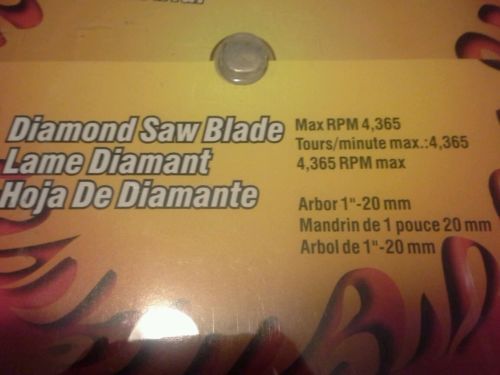 Diamond Saw Blade
Lame Diamant
Hoja De Diamante
Max RPM 4,365
Tours/minute max.:4,365
4,365 RPM max
Arbor 1"-20 mm
Mandrin de 1 pouce 20 mm
Arbol de 1"-20 mm